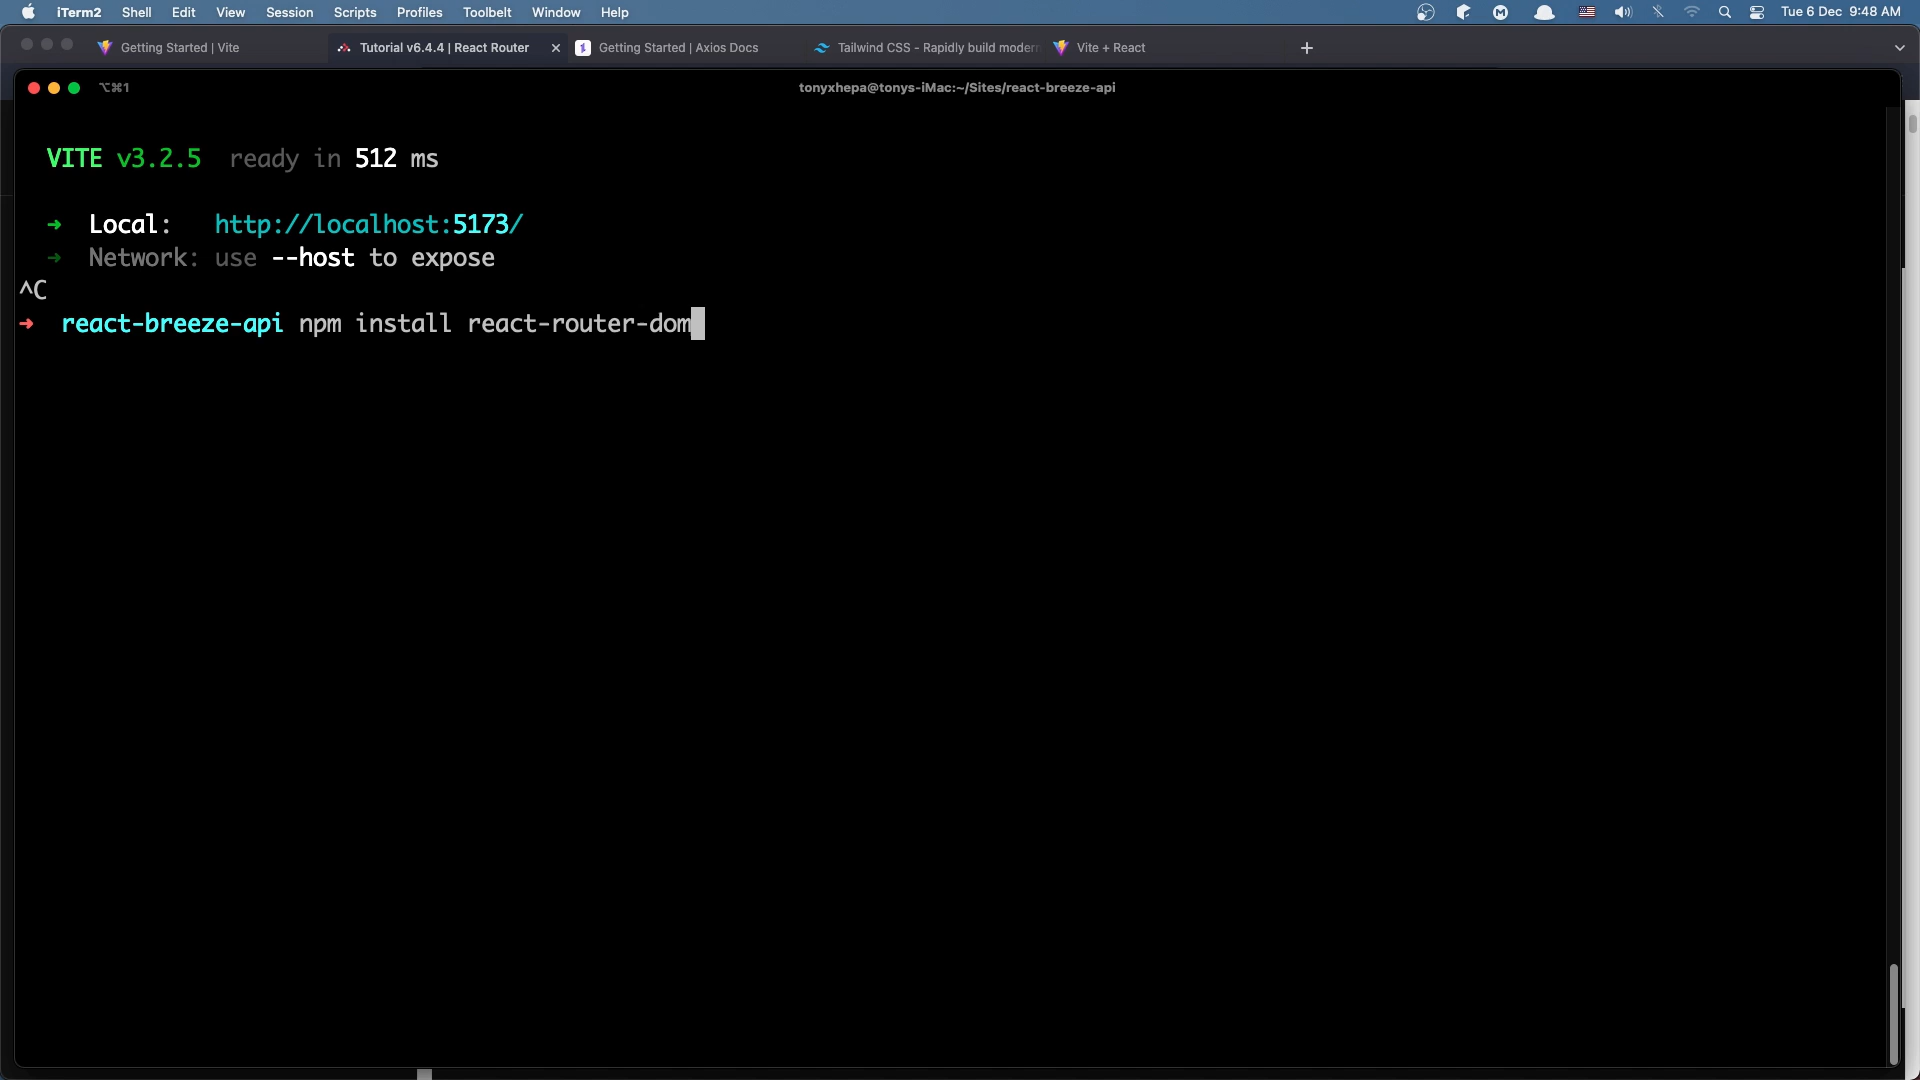 iTerm2 Shell Edit View Session Scripts Profiles Toolbelt Window Help Tue 6 Dec 9:48 AM
Getting Started | Vite Tutorial v6.4.4 | React Router Getting Started | Axios Docs Tailwind CSS - Rapidly build modern Vite + React
⌥⌘1 tonyxhepa@tonys-iMac:~/Sites/react-breeze-api
VITE v3.2.5 ready in 512 ms
➜ Local: http://localhost:5173/
➜ Network: use --host to expose
^C
➜ react-breeze-api npm install react-router-dom